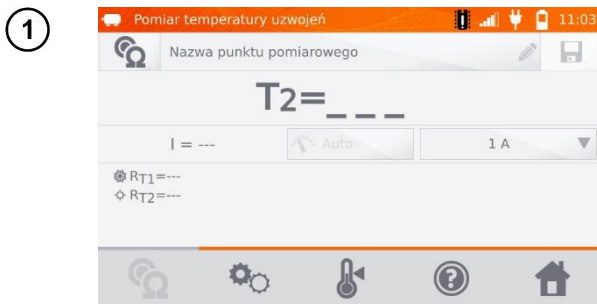 1
Pomiar temperatury uzwojeń 11:03
Nazwa punktu pomiarowego
T2=_ _ _
I = --- Auto 1 A
RT1=---
RT2=---